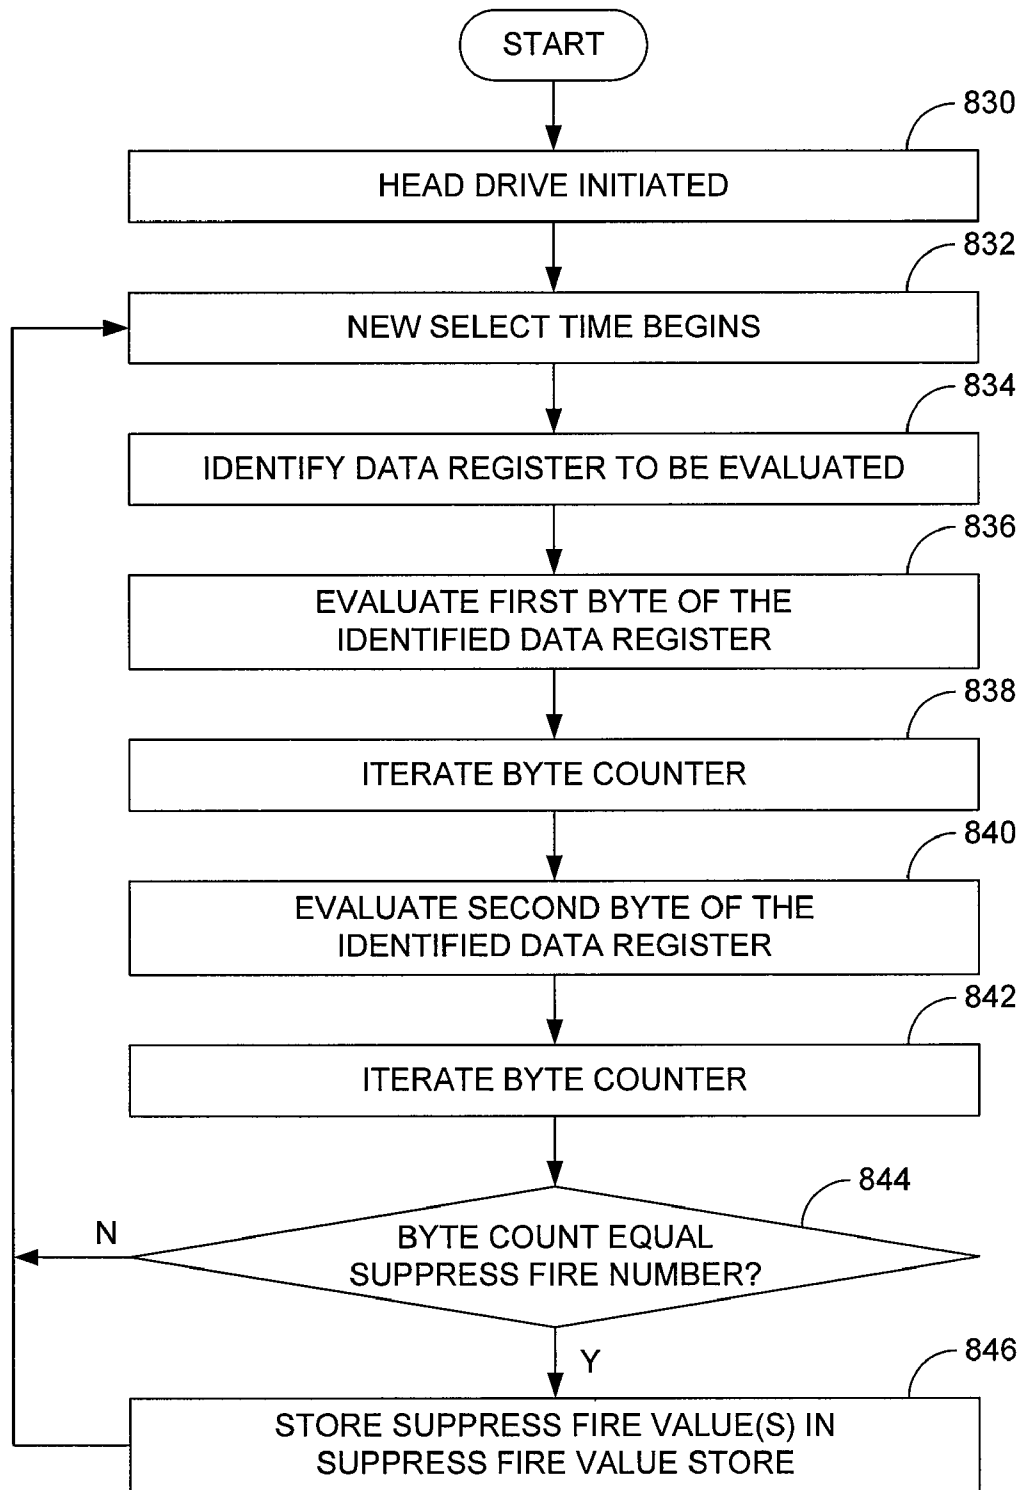 START
830
HEAD DRIVE INITIATED
832
NEW SELECT TIME BEGINS
834
IDENTIFY DATA REGISTER TO BE EVALUATED
836
EVALUATE FIRST BYTE OF THE
IDENTIFIED DATA REGISTER
838
ITERATE BYTE COUNTER
840
EVALUATE SECOND BYTE OF THE
IDENTIFIED DATA REGISTER
842
ITERATE BYTE COUNTER
844
N
BYTE COUNT EQUAL
SUPPRESS FIRE NUMBER?
Y
846
STORE SUPPRESS FIRE VALUE(S) IN
SUPPRESS FIRE VALUE STORE